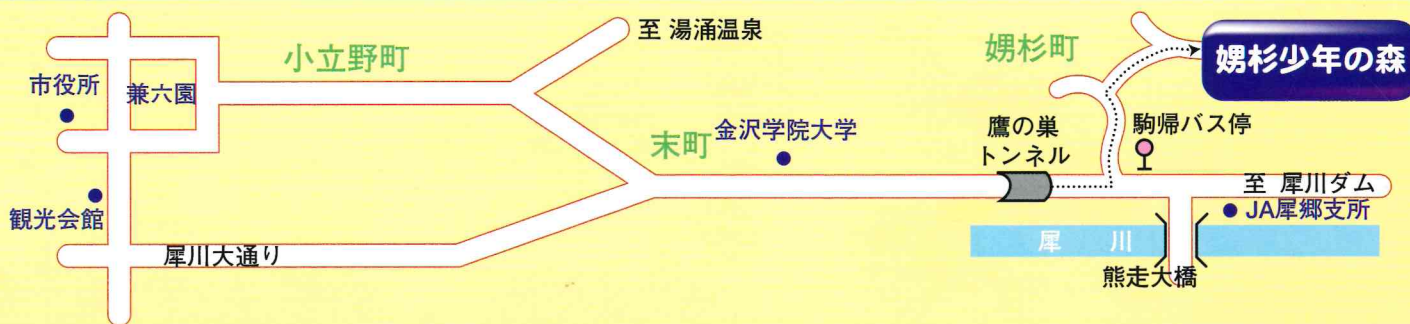 至 湯涌温泉
小立野町
娚杉町
娚杉少年の森
市役所
兼六園
鷹の巣
トンネル
駒帰バス停
末町
金沢学院大学
至 犀川ダム
観光会館
JA犀郷支所
犀川
犀川大通り
熊走大橋